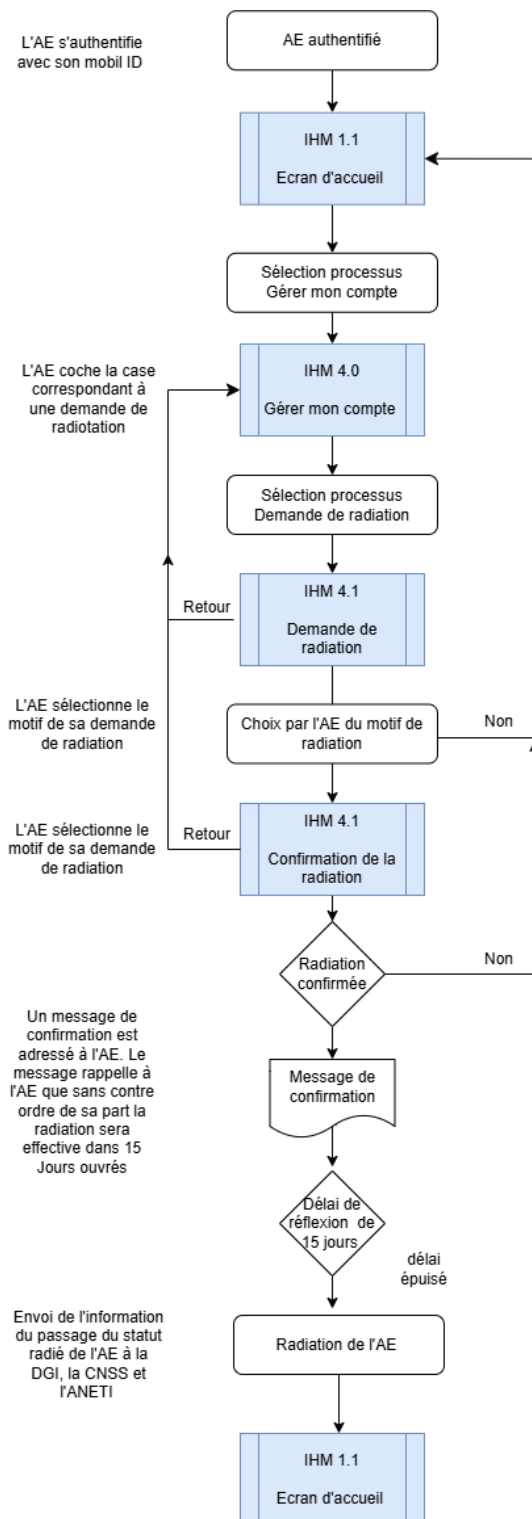 L'AE s'authentifie
avec son mobil ID
AE authentifié
IHM 1.1
Ecran d'accueil
Sélection processus
Gérer mon compte
L'AE coche la case
correspondant à
une demande de
radiotation
IHM 4.0
Gérer mon compte
Sélection processus
Demande de radiation
IHM 4.1
Demande de
radiation
Retour
L'AE sélectionne le
motif de sa demande
de radiation
Choix par l'AE du motif de
radiation
Non
L'AE sélectionne le
motif de sa demande
de radiation
Retour
IHM 4.1
Confirmation de la
radiation
Radiation
confirmée
Non
Un message de
confirmation est
adressé à l'AE. Le
message rappelle à
l'AE que sans contre
ordre de sa part la
radiation sera
effective dans 15
Jours ouvrés
Message de
confirmation
Délai de
réflexion de
15 jours
délai
épuisé
Envoi de l'information
du passage du statut
radié de l'AE à la
DGI, la CNSS et
l'ANETI
Radiation de l'AE
IHM 1.1
Ecran d'accueil